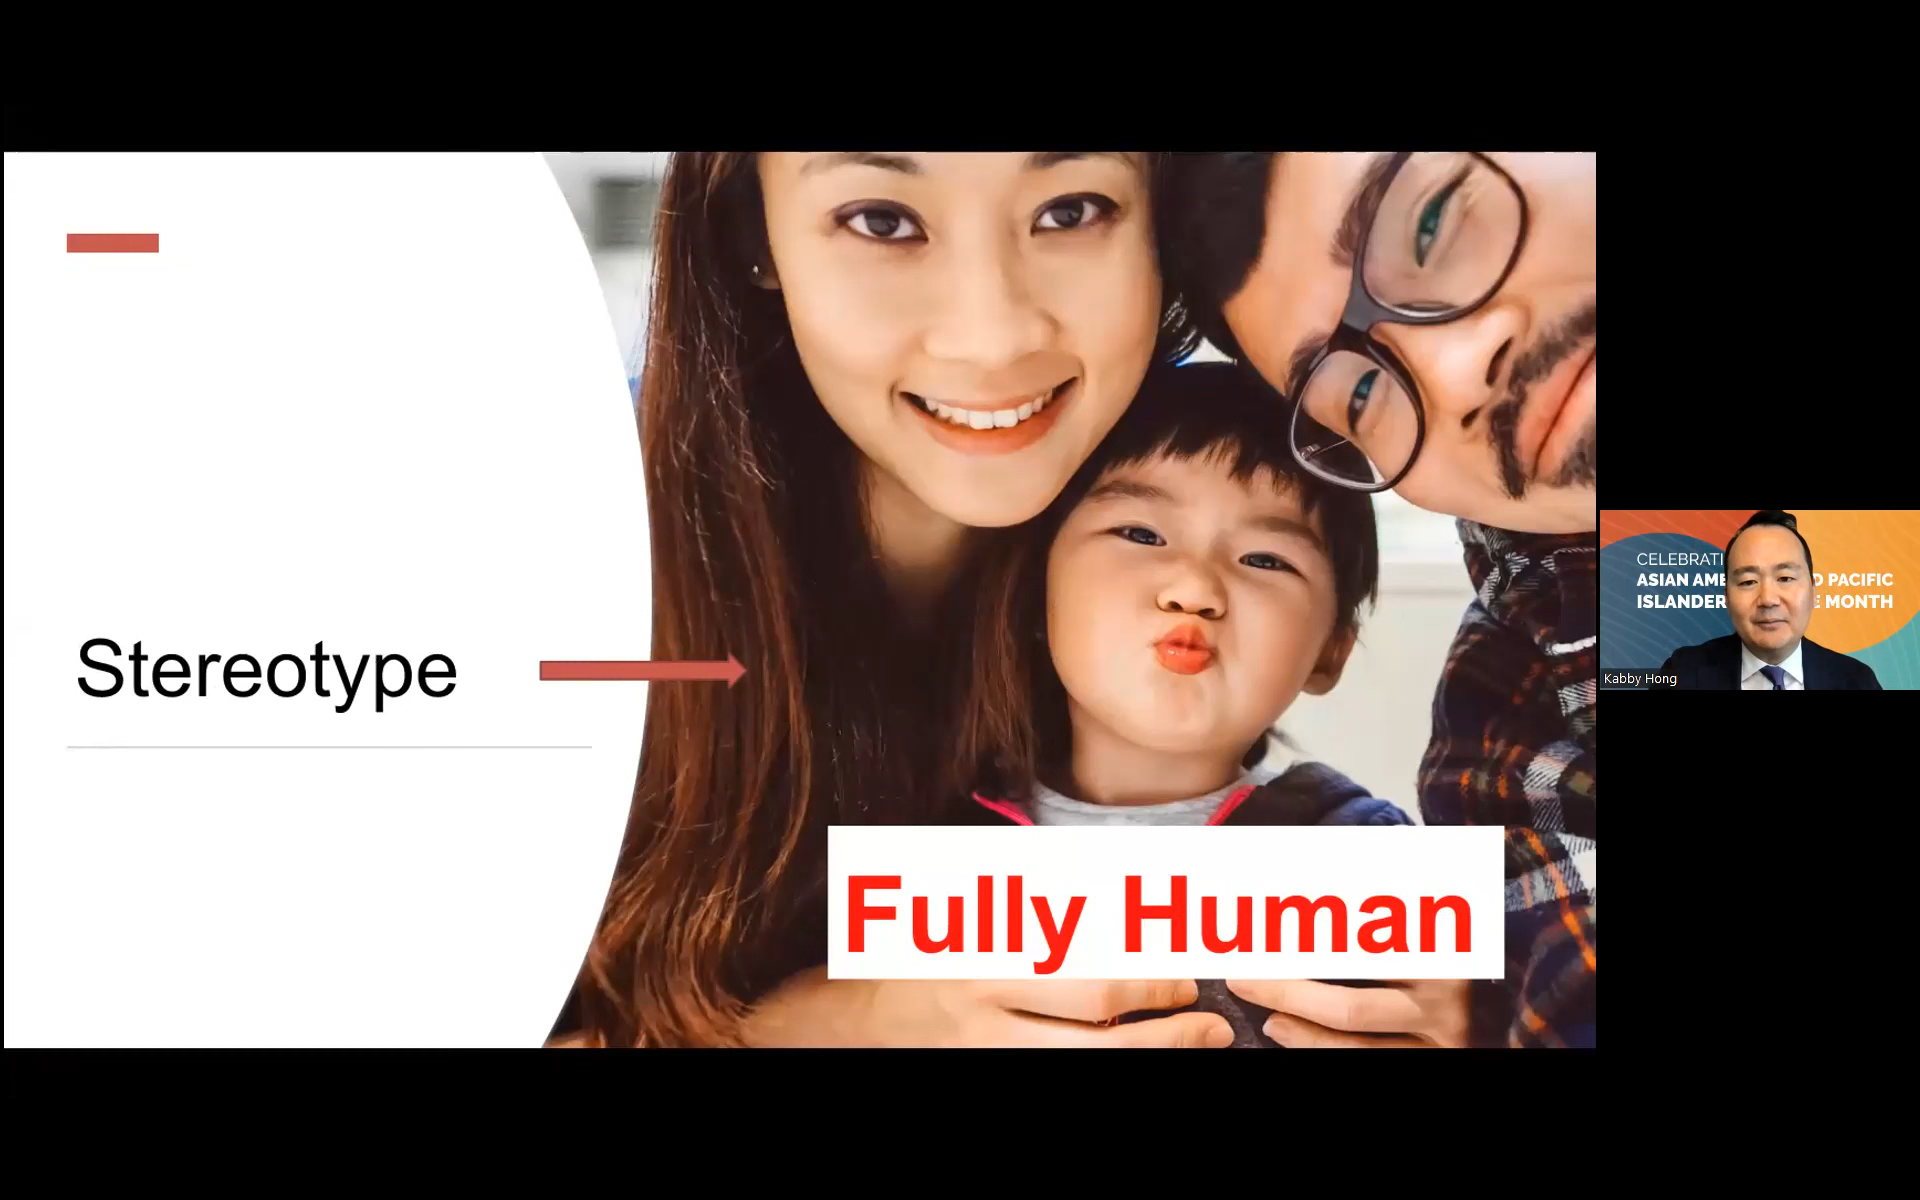 Stereotype
Fully Human
CELEBRATI
ASIAN AME D PACIFIC
ISLANDER E MONTH
Kabby Hong